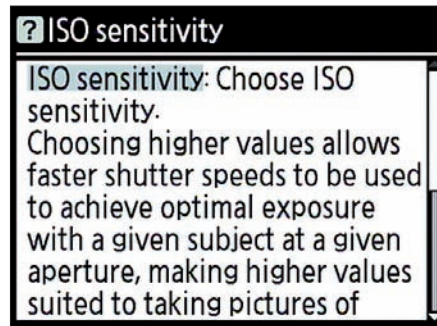 ? ISO sensitivity
ISO sensitivity: Choose ISO
sensitivity.
Choosing higher values allows
faster shutter speeds to be used
to achieve optimal exposure
with a given subject at a given
aperture, making higher values
suited to taking pictures of